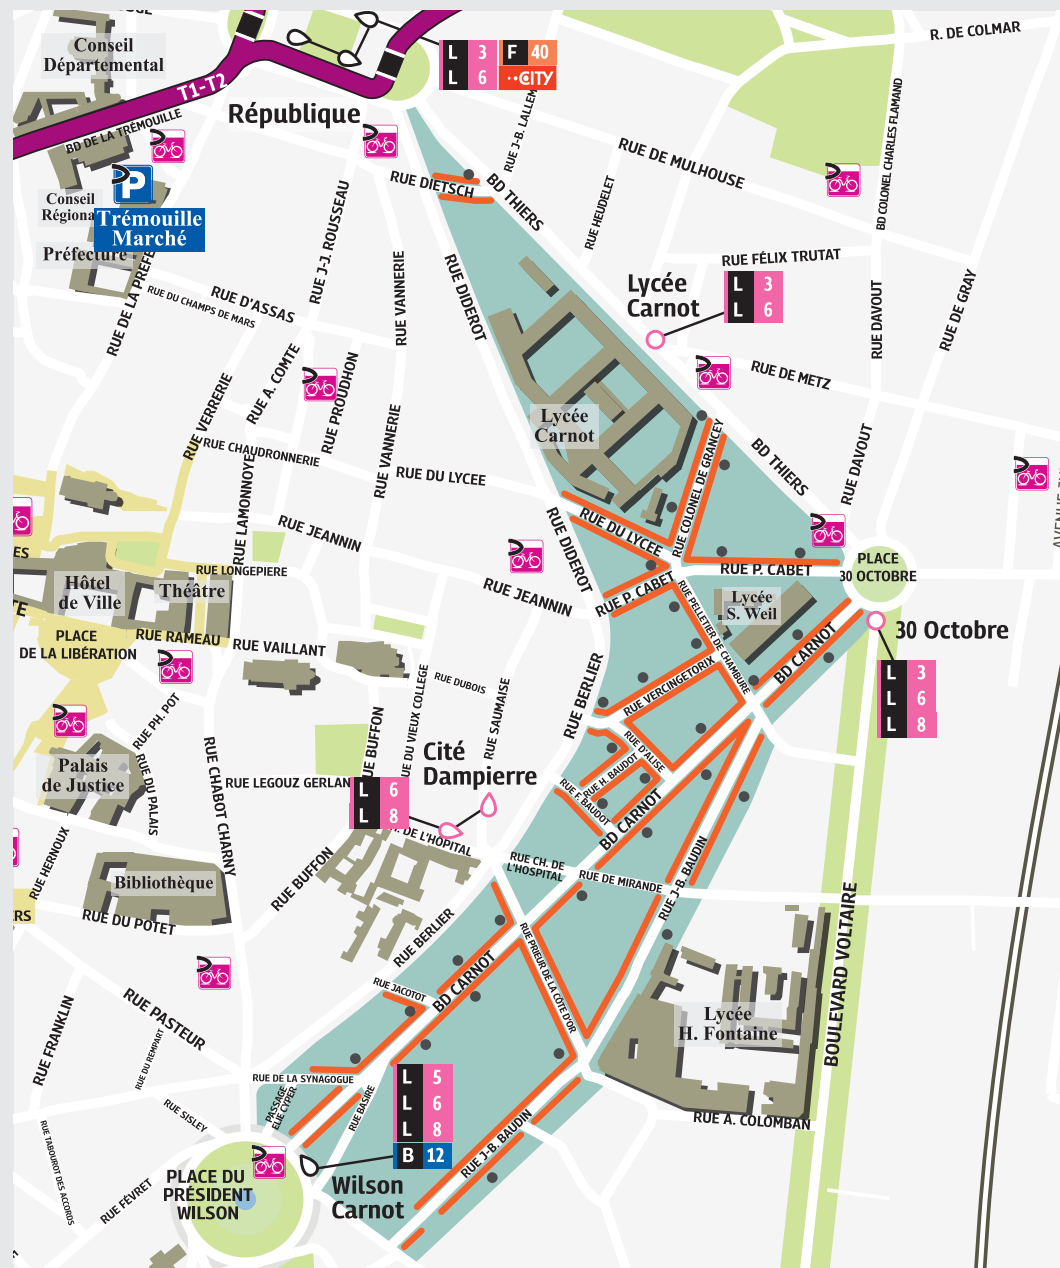 Conseil
Départemental
R. DE COLMAR
L 3 F 40
L 6 CITY
T1-T2
République
BD DE LA TRÉMOUILLE
RUE J-B. LALLEM
BD COLONEL CHARLES FLAMAND
RUE DE MULHOUSE
P
Conseil
Régiona
Trémouille
Marché
Préfecture
RUE DIETSCH
BD THIERS
RUE HEUDELET
RUE J-J. ROUSSEAU
RUE FÉLIX TRUTAT
RUE DE LA PREFE
RUE VANNERIE
RUE DIDEROT
Lycée
Carnot
L 3
L 6
RUE D'ASSAS
RUE DU CHAMPS DE MARS
RUE DAVOUT
RUE DE GRAY
RUE A. COMTE
RUE PROUDHON
RUE VERRERIE
RUE DE METZ
Lycée
Carnot
RUE VANNERIE
RUE CHAUDRONNERIE
RUE DU LYCEE
RUE COLONEL DE GRANCEY
BD THIERS
RUE DAVOUT
RUE LAMONNOYE
RUE JEANNIN
RUE DIDEROT
RUE DU LYCEE
ES
RUE LONGEPIERE
RUE P. CABET
PLACE
30 OCTOBRE
Hôtel
de Ville
Théâtre
RUE JEANNIN
RUE P. CABET
RUE PELLETIER DE CHAMBURE
Lycée
S. Weil
TE
PLACE
DE LA LIBÉRATION
RUE RAMEAU
RUE VAILLANT
30 Octobre
L 3
L 6
L 8
BD CARNOT
RUE DUBOIS
RUE BERLIER
RUE VERCINGÉTORIX
RUE PH. POT
RUE BUFFON
RUE DU VIEUX COLLEGE
RUE SAUMAISE
RUE D'ALISE
Cité
Dampierre
Palais
de Justice
RUE DU PALAIS
RUE CHABOT CHARNY
RUE LEGOUZ GERLAN
L 6
L 8
RUE H. BAUDOT
RUE F. BAUDOT
BD CARNOT
DE L'HÔPITAL
RUE HERNOUX
RUE CH. DE
L'HOSPITAL
RUE DE MIRANDE
RUE J-B. BAUDIN
Bibliothèque
RUE BUFFON
ERS
RUE DU POTET
RUE BERLIER
BOULEVARD VOLTAIRE
RUE PRIEUR DE LA CÔTE D'OR
BD CARNOT
RUE JACOTOT
Lycée
H. Fontaine
RUE FRANKLIN
RUE PASTEUR
RUE DU REMPART
RUE DE LA SYNAGOGUE
PASSAGE
ELIE CYPER
RUE BASIRE
L 5
L 6
L 8
B 12
RUE SISLEY
RUE A. COLOMBAN
RUE TABOUROT DES ACCORDS
RUE J-B. BAUDIN
PLACE DU
PRÉSIDENT
WILSON
Wilson
Carnot
RUE FÉVRET